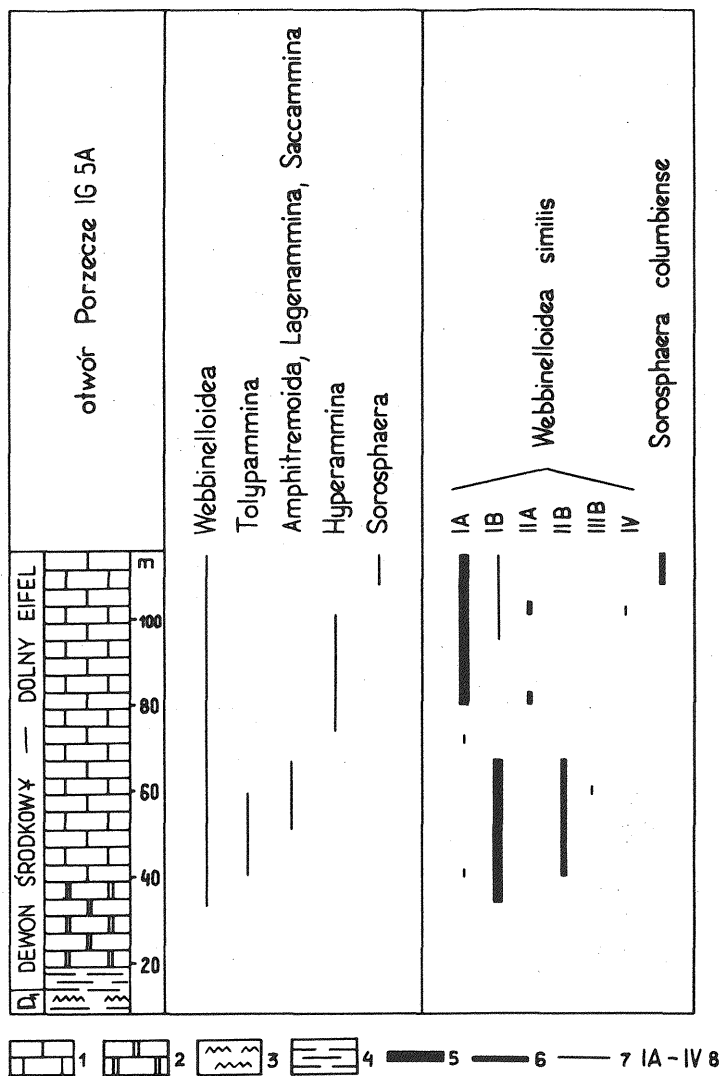 otwór Porzecze IG 5A
Webbinelloidea
Tolypammina
Amphitremoida, Lagenammina, Saccammina
Hyperammina
Sorosphaera
Webbinelloidea similis
IA
IB
IIA
IIB
IIIB
IV
Sorosphaera columbiense
D₁ DEWON ŚRODKOWY — DOLNY EIFEL
m
100
80
60
40
20
1 2 3 4 5 6 7 IA-IV 8